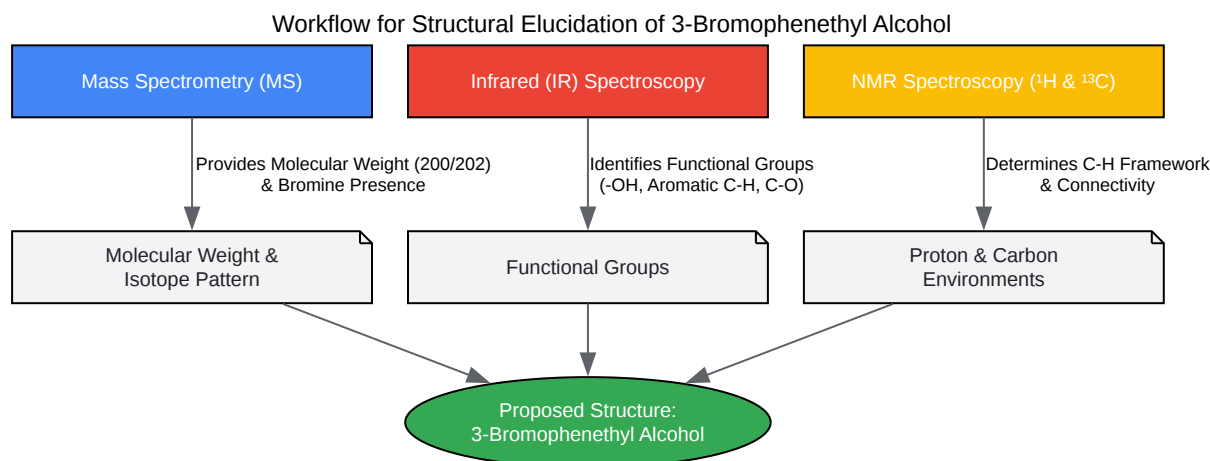 Workflow for Structural Elucidation of 3-Bromophenethyl Alcohol
Mass Spectrometry (MS)
Infrared (IR) Spectroscopy
NMR Spectroscopy (¹H & ¹³C)
Provides Molecular Weight (200/202)
& Bromine Presence
Identifies Functional Groups
(-OH, Aromatic C-H, C-O)
Determines C-H Framework
& Connectivity
Molecular Weight &
Isotope Pattern
Functional Groups
Proton & Carbon
Environments
Proposed Structure:
3-Bromophenethyl Alcohol